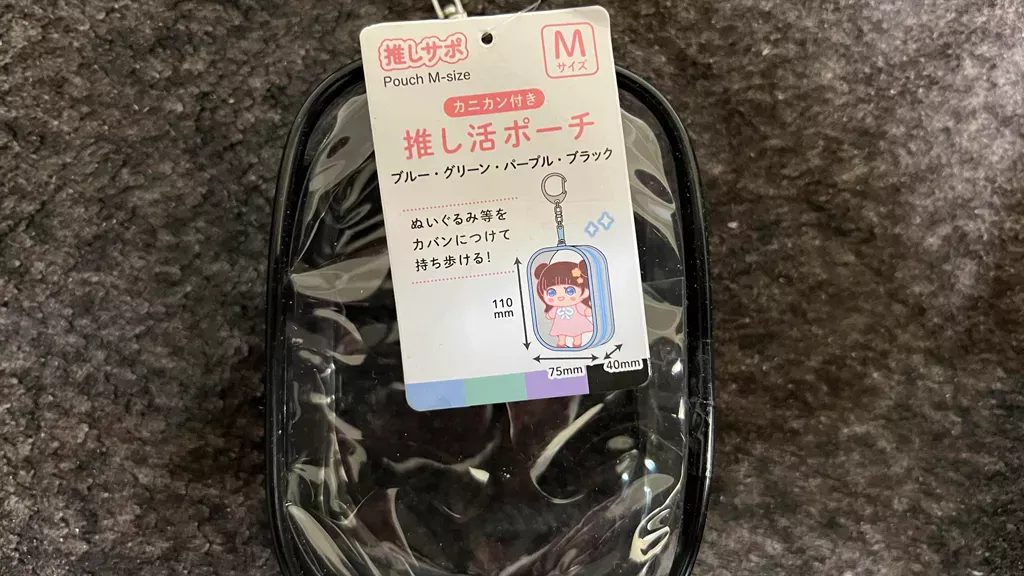 推しサポ
Pouch M-size
M
サイズ
カニカン付き
推し活ポーチ
ブルー・グリーン・パープル・ブラック
ぬいぐるみ等を
カバンにつけて
持ち歩ける!
110
mm
75mm
40mm